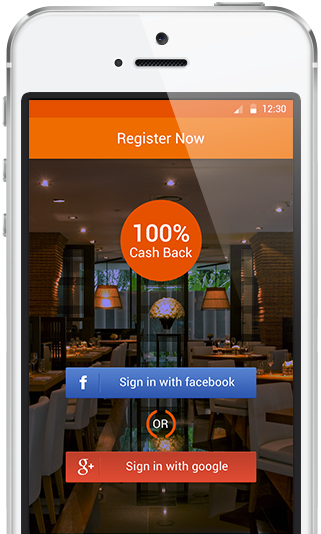 12:30
Register Now
100%
Cash Back
f Sign in with facebook
OR
g+ Sign in with google